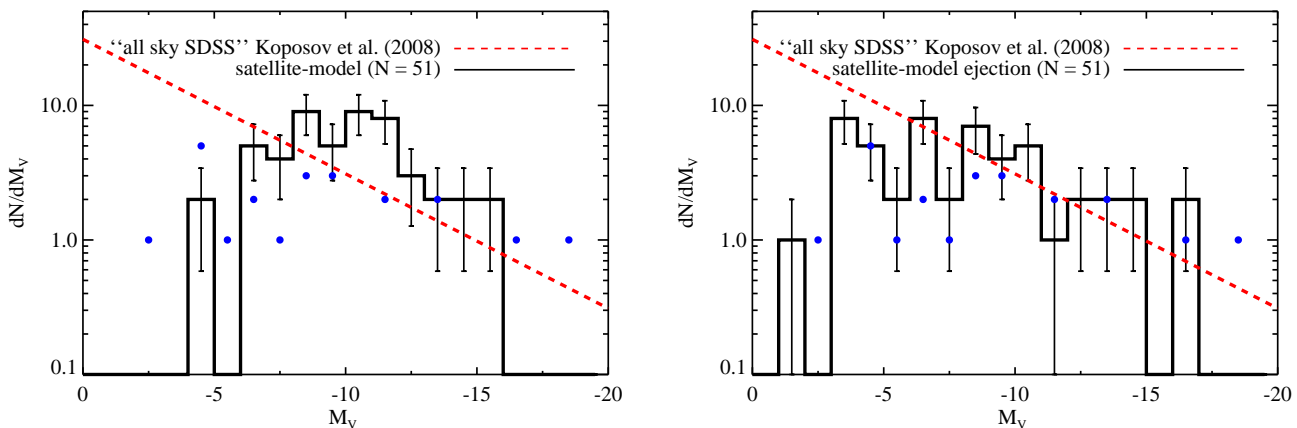 ‘‘all sky SDSS’’ Koposov et al. (2008)
satellite-model (N = 51)
10.0
1.0
0.1
dN/dM_V
0 -5 -10 -15 -20
M_V
‘‘all sky SDSS’’ Koposov et al. (2008)
satellite-model ejection (N = 51)
10.0
1.0
0.1
dN/dM_V
0 -5 -10 -15 -20
M_V